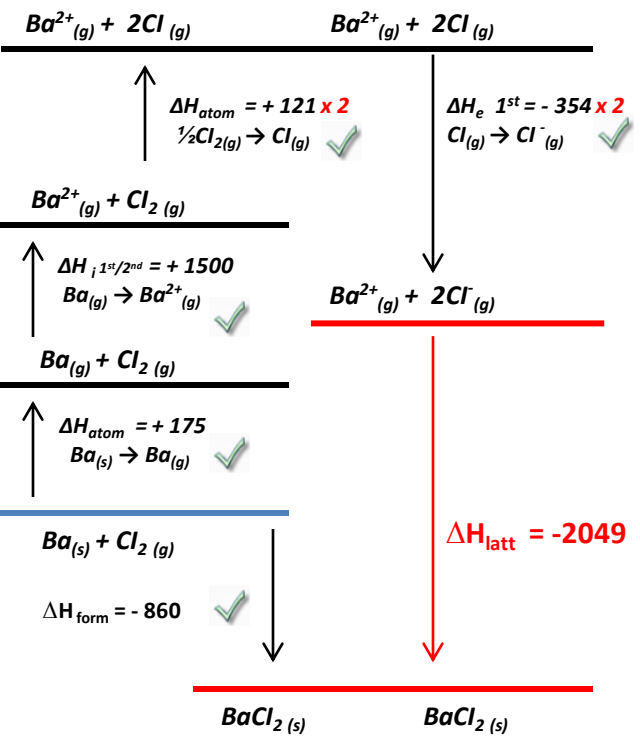 Ba²⁺(g) + 2Cl (g)
Ba²⁺(g) + 2Cl (g)
ΔHatom = + 121 x 2
½Cl₂(g) → Cl(g)
ΔHe 1st = - 354 x 2
Cl(g) → Cl⁻(g)
Ba²⁺(g) + Cl₂ (g)
ΔH i 1st/2nd = + 1500
Ba(g) → Ba²⁺(g)
Ba²⁺(g) + 2Cl⁻(g)
Ba(g) + Cl₂ (g)
ΔHatom = + 175
Ba(s) → Ba(g)
Ba(s) + Cl₂ (g)
ΔHlatt = -2049
ΔH form = - 860
BaCl₂ (s)
BaCl₂ (s)